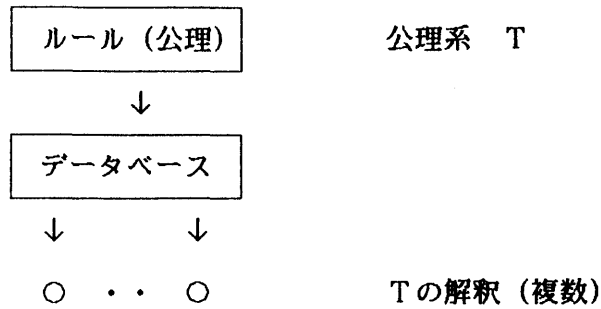 ルール（公理） 公理系 T
↓
データベース
↓ ↓
○ ・・ ○ Tの解釈（複数）